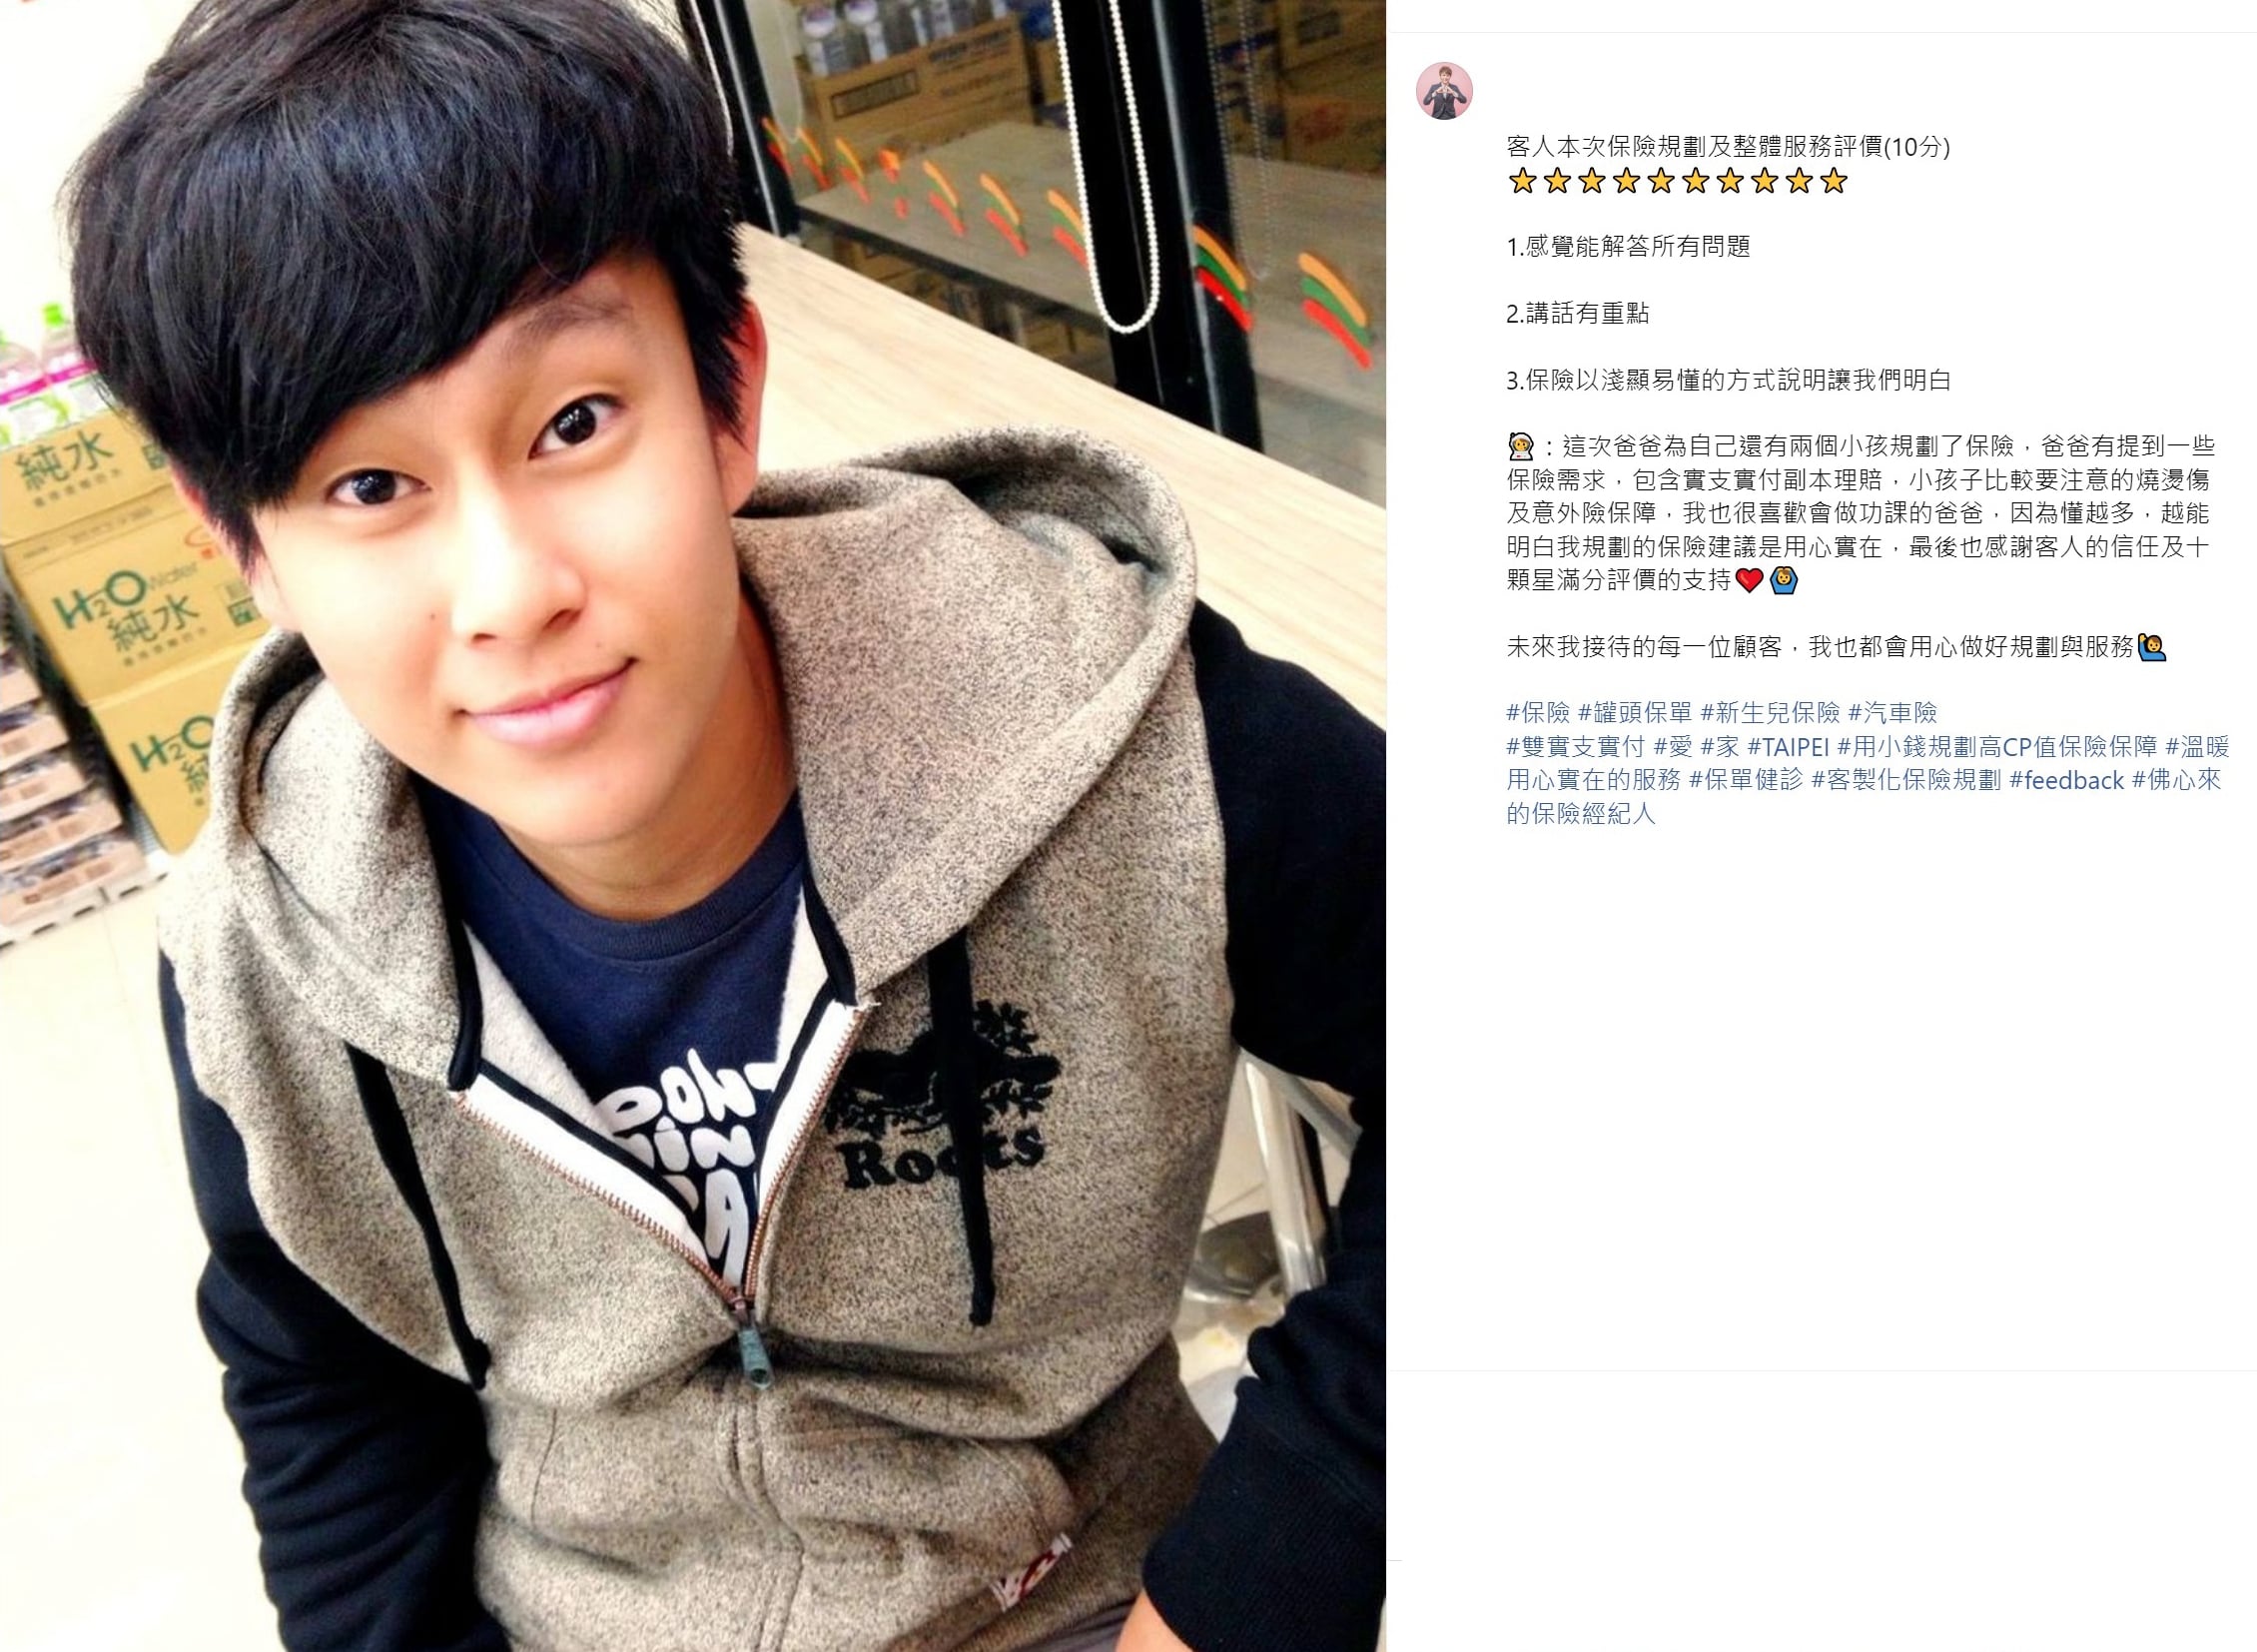 純水
H2O Water
純水
H2O
DON'T
Roots
客人本次保險規劃及整體服務評價(10分)
⭐⭐⭐⭐⭐⭐⭐⭐⭐⭐
1.感覺能解答所有問題
2.講話有重點
3.保險以淺顯易懂的方式說明讓我們明白
👨‍🚀：這次爸爸為自己還有兩個小孩規劃了保險，爸爸有提到一些
保險需求，包含實支實付副本理賠，小孩子比較要注意的燒燙傷
及意外險保障，我也很喜歡會做功課的爸爸，因為懂越多，越能
明白我規劃的保險建議是用心實在，最後也感謝客人的信任及十
顆星滿分評價的支持❤️🙆‍♂️
未來我接待的每一位顧客，我也都會用心做好規劃與服務🙋‍♂️
#保險 #罐頭保單 #新生兒保險 #汽車險
#雙實支實付 #愛 #家 #TAIPEI #用小錢規劃高CP值保險保障 #溫暖
用心實在的服務 #保單健診 #客製化保險規劃 #feedback #佛心來
的保險經紀人